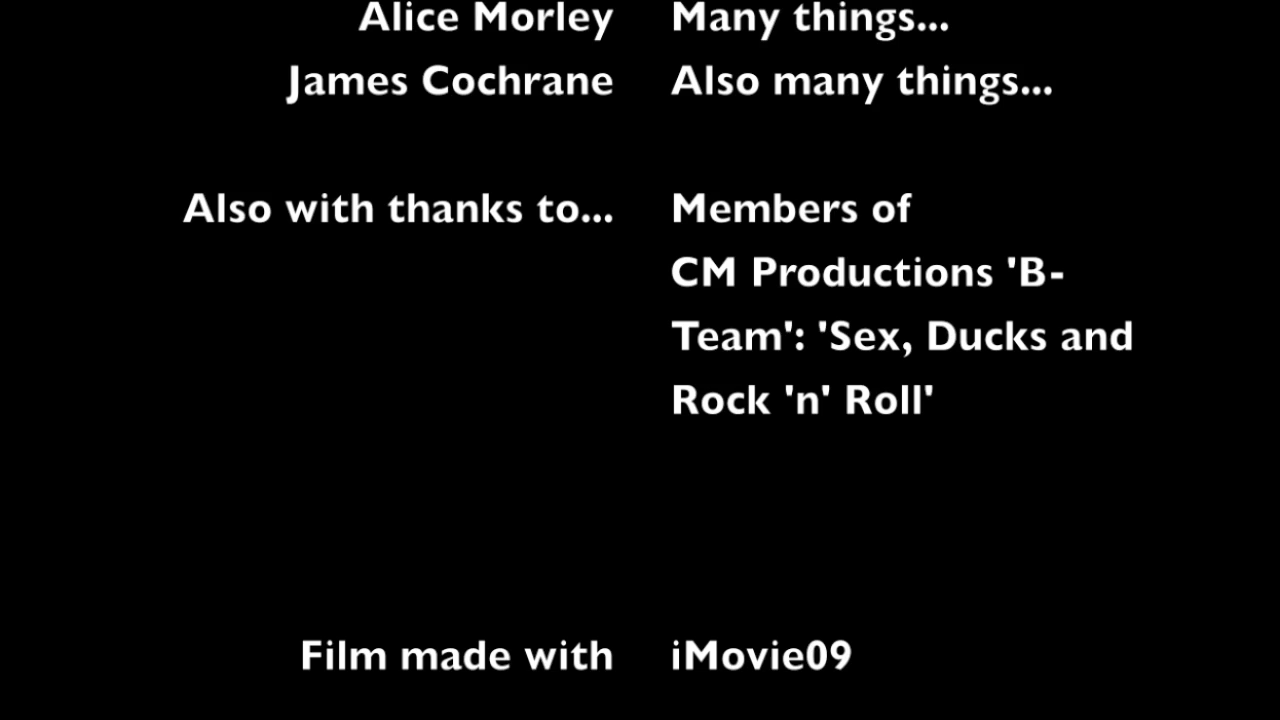 Alice Morley Many things...
James Cochrane Also many things...
Also with thanks to... Members of
CM Productions 'B-
Team': 'Sex, Ducks and
Rock 'n' Roll'
Film made with iMovie09